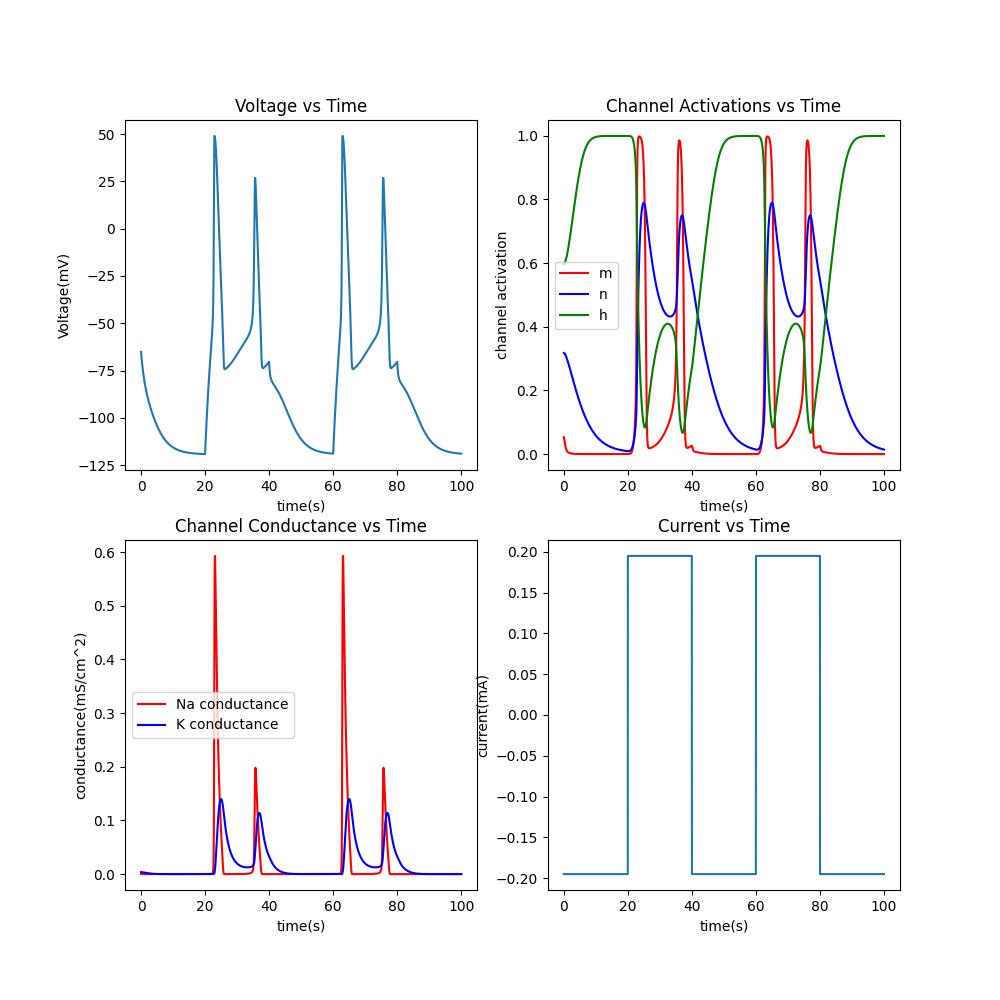 Voltage vs Time
50
25
0
−25
−50
−75
−100
−125
Voltage(mV)
0 20 40 60 80 100
time(s)
Channel Activations vs Time
1.0
0.8
0.6
0.4
0.2
0.0
channel activation
m
n
h
0 20 40 60 80 100
time(s)
Channel Conductance vs Time
0.6
0.5
0.4
0.3
0.2
0.1
0.0
conductance(mS/cm^2)
Na conductance
K conductance
0 20 40 60 80 100
time(s)
Current vs Time
0.20
0.15
0.10
0.05
0.00
−0.05
−0.10
−0.15
−0.20
current(mA)
0 20 40 60 80 100
time(s)